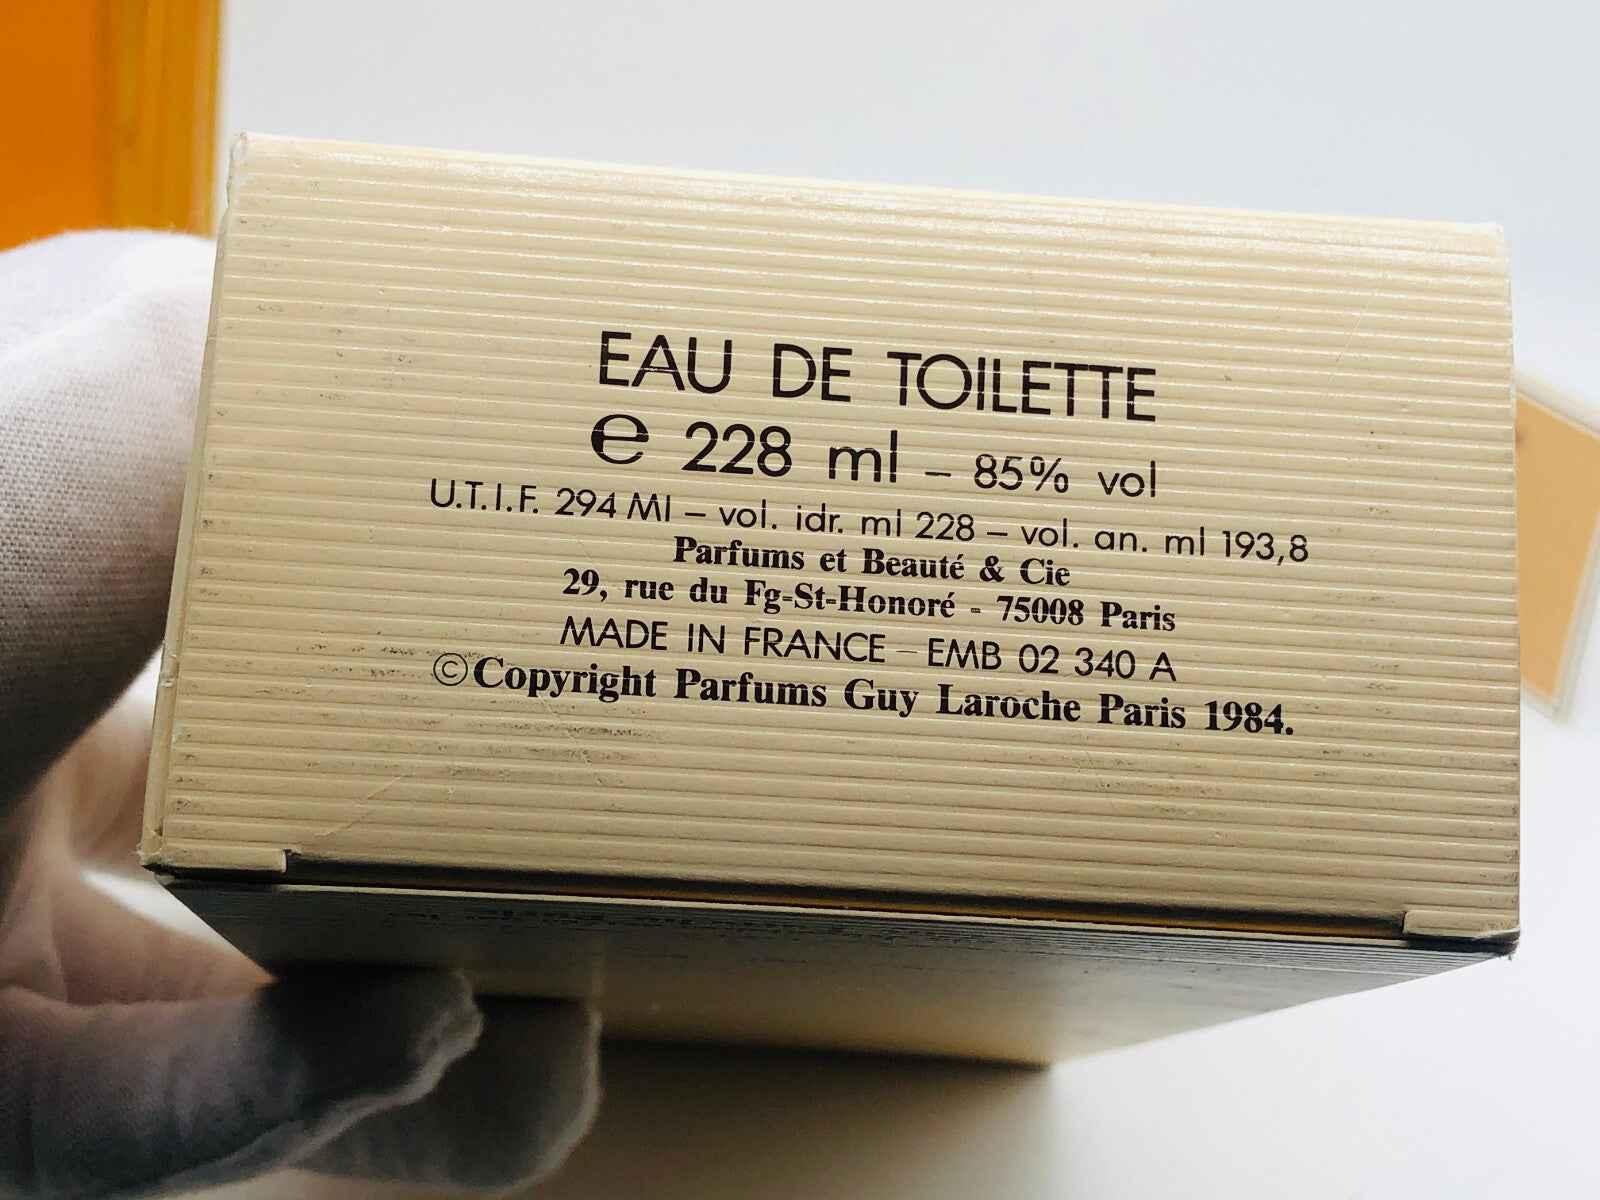 EAU DE TOILETTE
e 228 ml – 85% vol
U.T.I.F. 294 Ml – vol. idr. ml 228 – vol. an. ml 193,8
Parfums et Beauté & Cie
29, rue du Fg-St-Honoré - 75008 Paris
MADE IN FRANCE – EMB 02 340 A
©Copyright Parfums Guy Laroche Paris 1984.